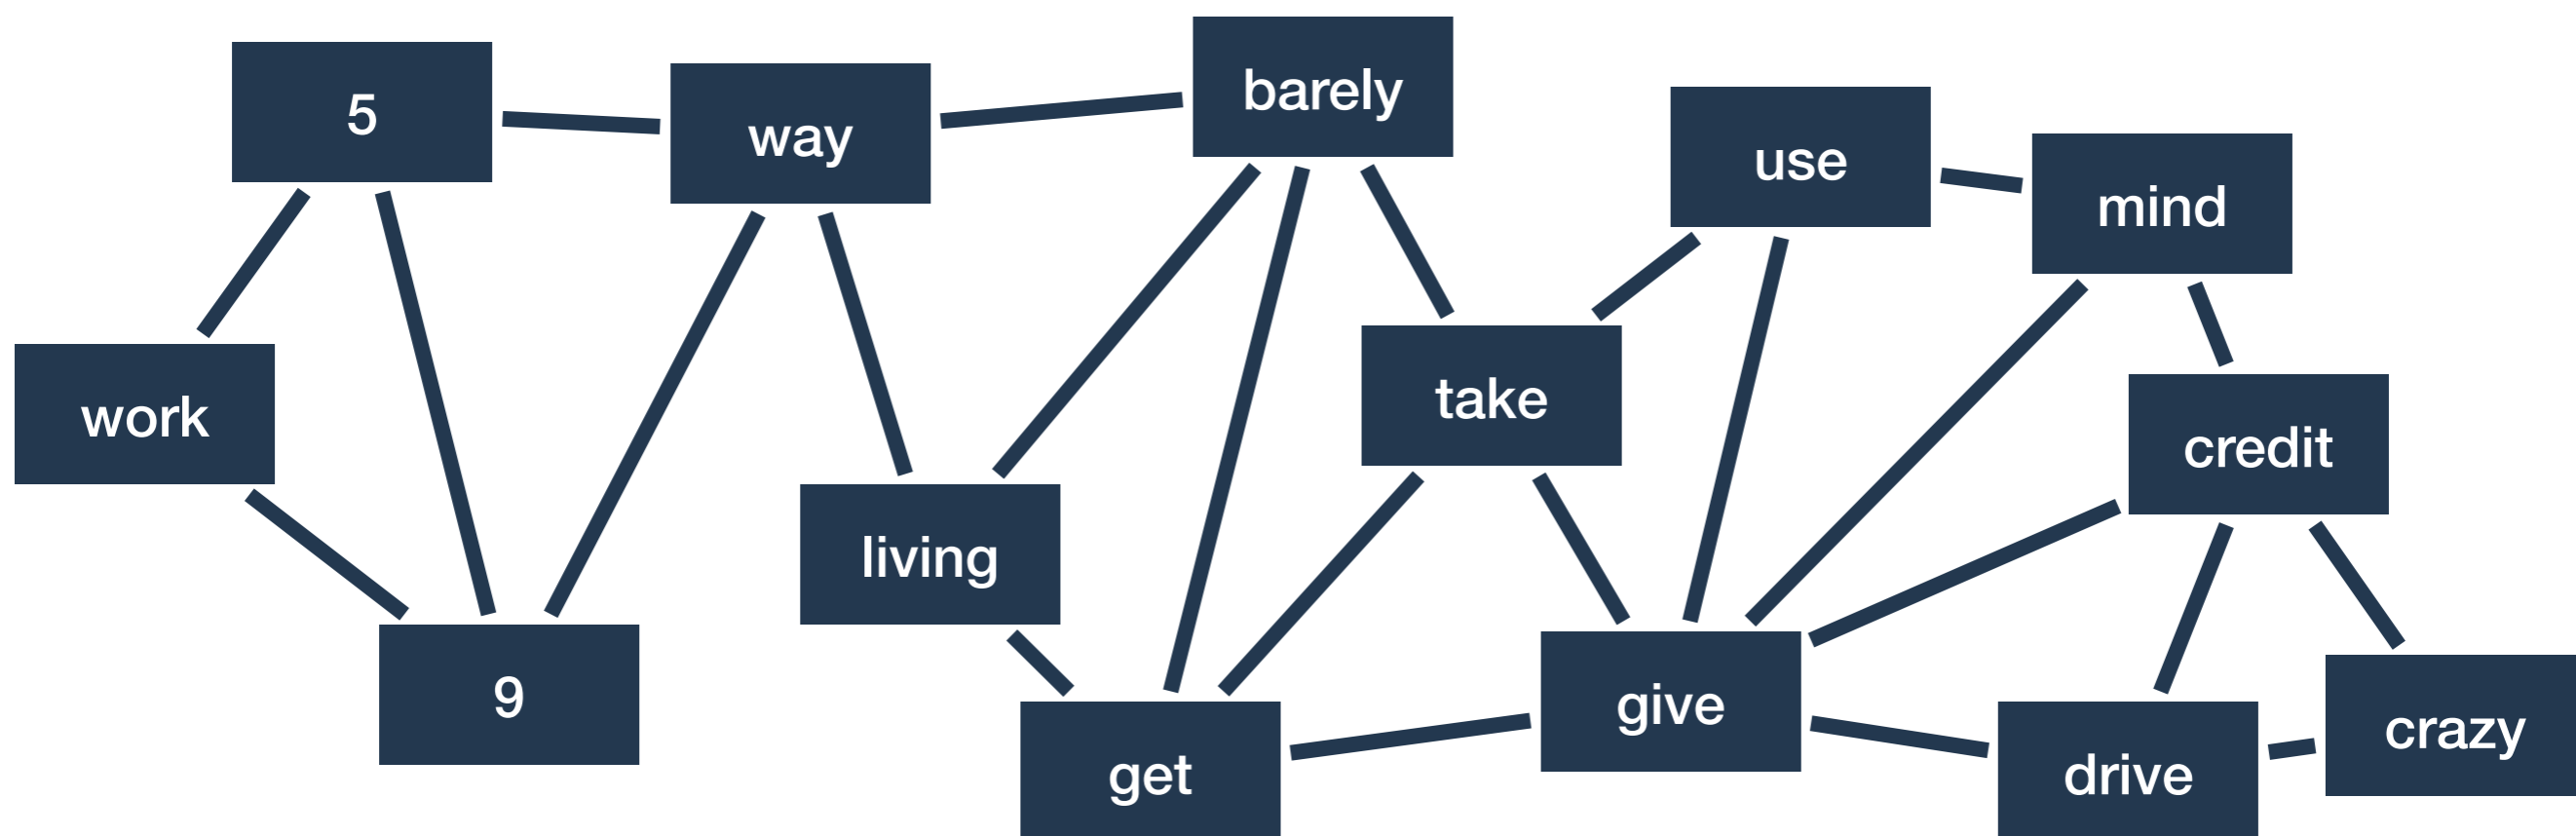 5
way
barely
use
mind
work
take
credit
living
9
get
give
drive
crazy